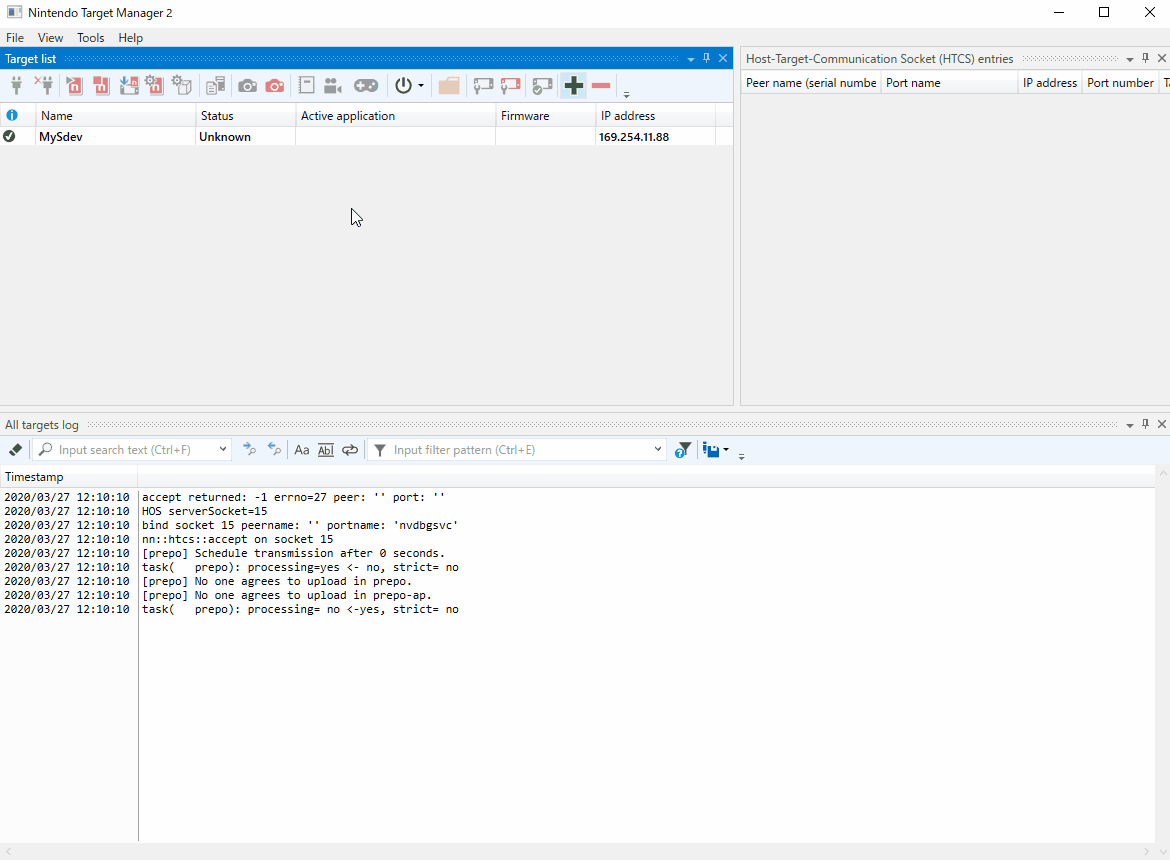 Nintendo Target Manager 2
File View Tools Help
Target list
Name Status Active application Firmware IP address
MySdev Unknown 169.254.11.88
Host-Target-Communication Socket (HTCS) entries
Peer name (serial numbe Port name IP address Port number T
All targets log
Input search text (Ctrl+F) Aa Ab| Input filter pattern (Ctrl+E)
Timestamp
2020/03/27 12:10:10 accept returned: -1 errno=27 peer: '' port: ''
2020/03/27 12:10:10 HOS serverSocket=15
2020/03/27 12:10:10 bind socket 15 peername: '' portname: 'nvdbgsvc'
2020/03/27 12:10:10 nn::htcs::accept on socket 15
2020/03/27 12:10:10 [prepo] Schedule transmission after 0 seconds.
2020/03/27 12:10:10 task(   prepo): processing=yes <- no, strict= no
2020/03/27 12:10:10 [prepo] No one agrees to upload in prepo.
2020/03/27 12:10:10 [prepo] No one agrees to upload in prepo-ap.
2020/03/27 12:10:10 task(   prepo): processing= no <-yes, strict= no